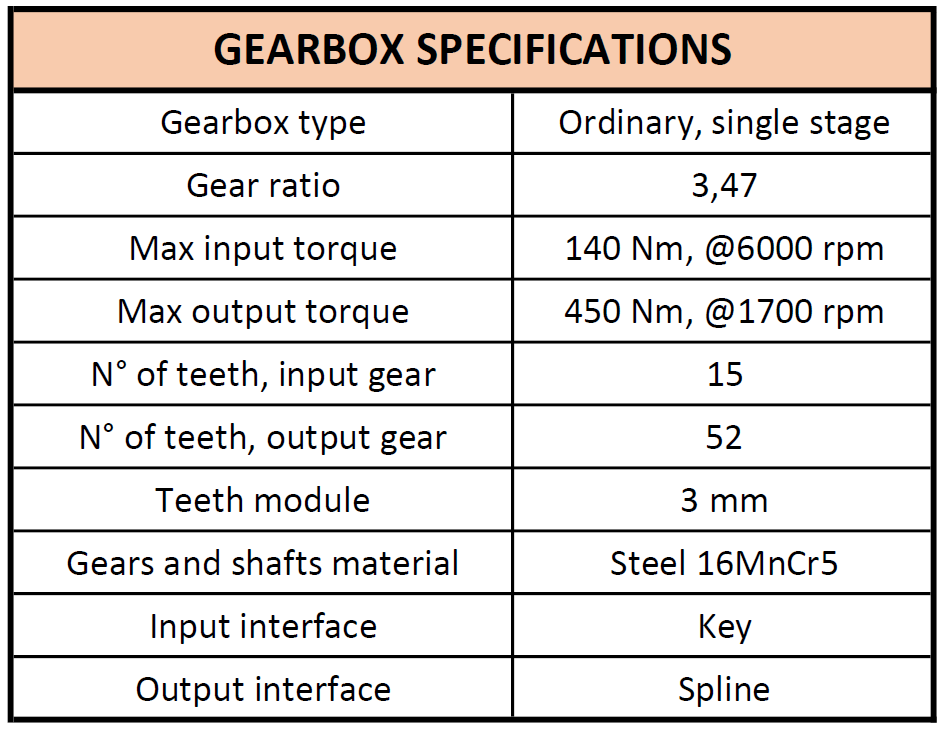 GEARBOX SPECIFICATIONS
Gearbox type Ordinary, single stage
Gear ratio 3,47
Max input torque 140 Nm, @6000 rpm
Max output torque 450 Nm, @1700 rpm
N° of teeth, input gear 15
N° of teeth, output gear 52
Teeth module 3 mm
Gears and shafts material Steel 16MnCr5
Input interface Key
Output interface Spline